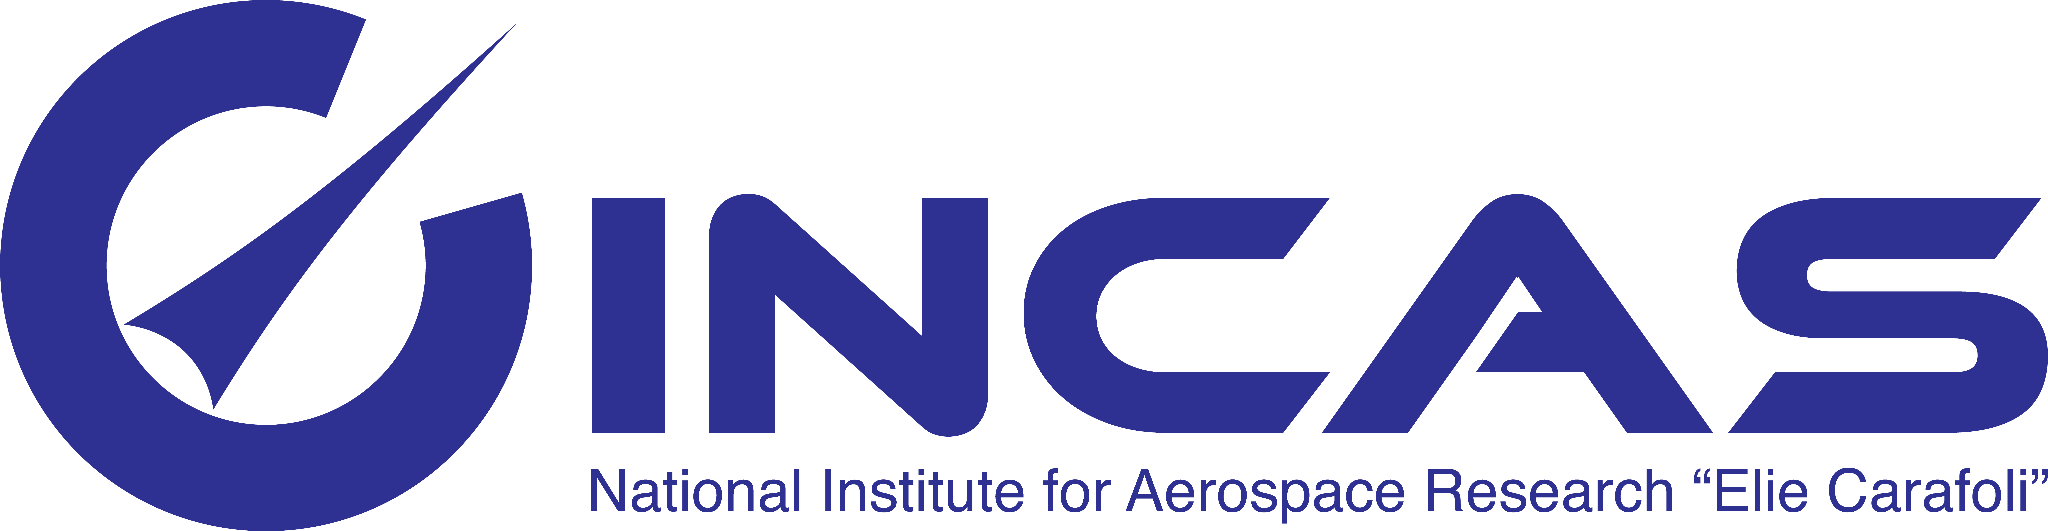 INCAS
National Institute for Aerospace Research “Elie Carafoli”